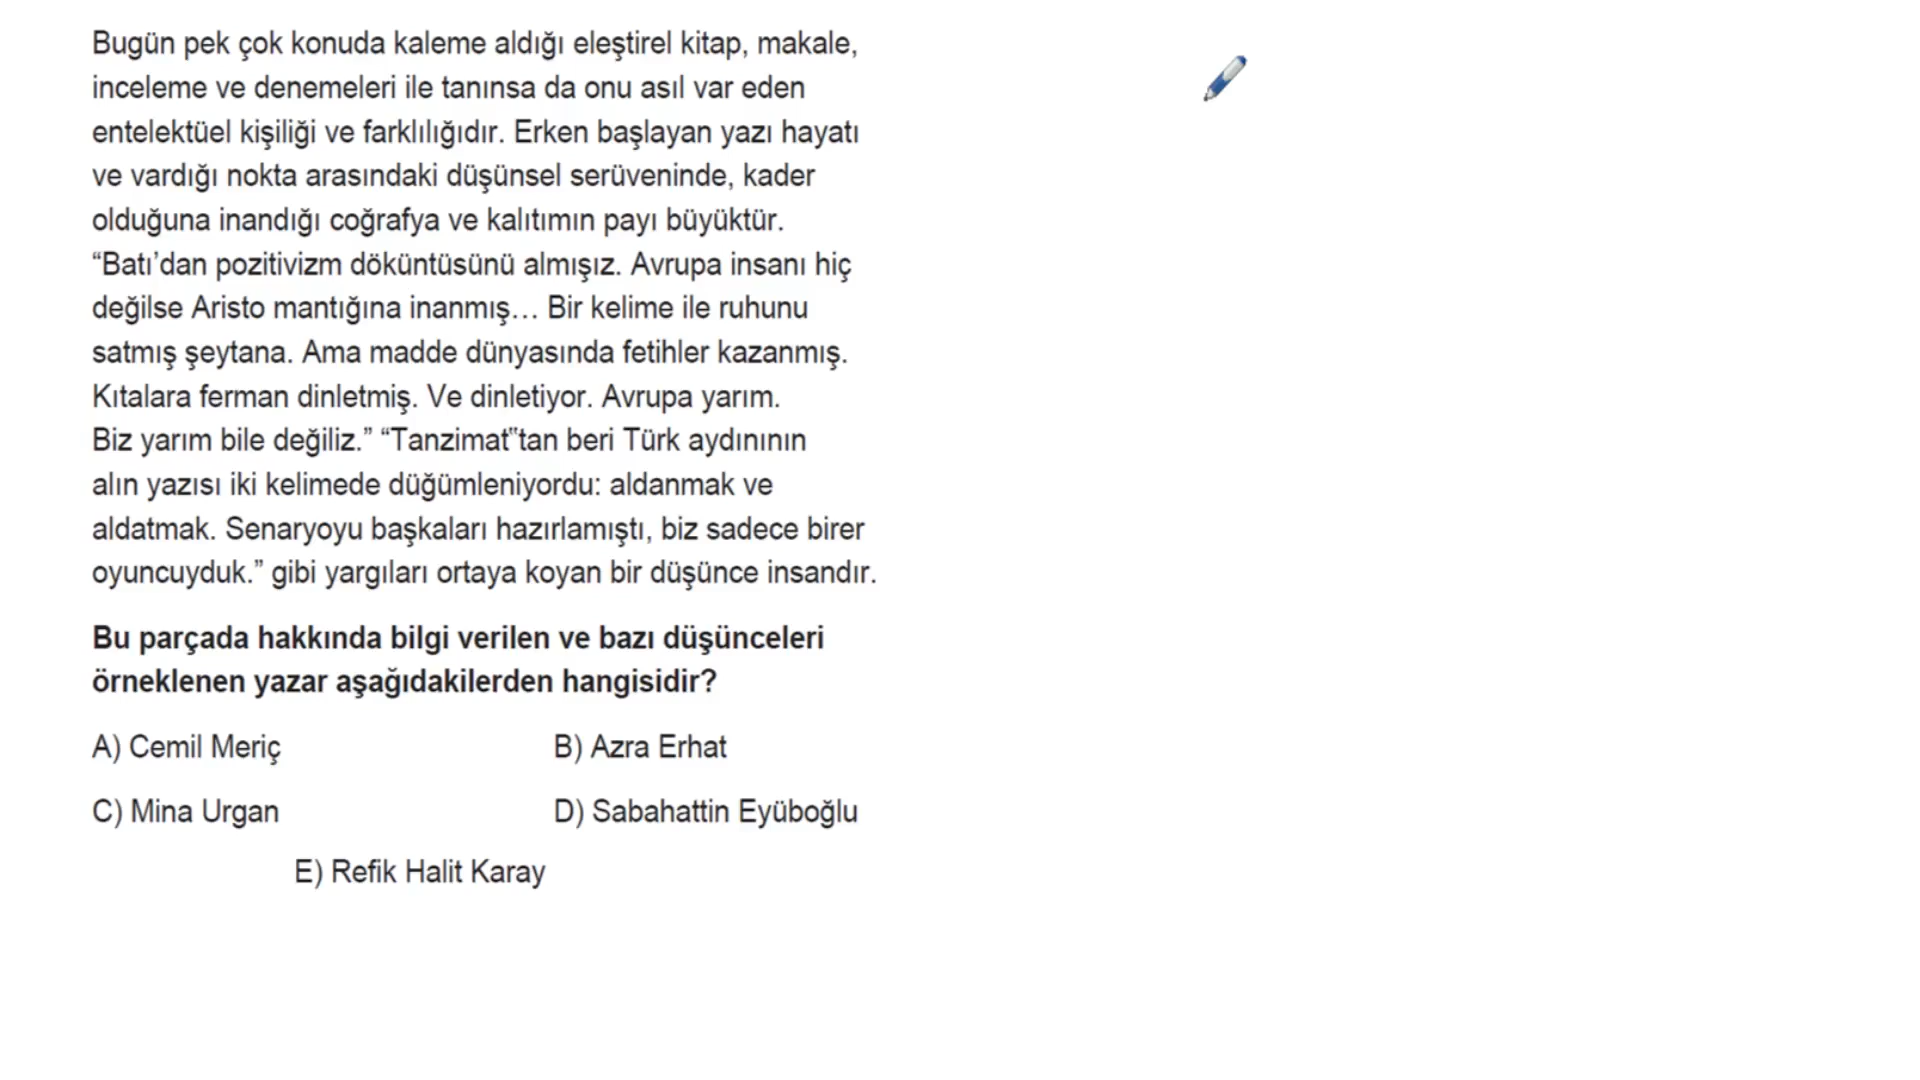 Bugün pek çok konuda kaleme aldığı eleştirel kitap, makale,
inceleme ve denemeleri ile tanınsa da onu asıl var eden
entelektüel kişiliği ve farklılığıdır. Erken başlayan yazı hayatı
ve vardığı nokta arasındaki düşünsel serüveninde, kader
olduğuna inandığı coğrafya ve kalıtımın payı büyüktür.
“Batı’dan pozitivizm döküntüsünü almışız. Avrupa insanı hiç
değilse Aristo mantığına inanmış… Bir kelime ile ruhunu
satmış şeytana. Ama madde dünyasında fetihler kazanmış.
Kıtalara ferman dinletmiş. Ve dinletiyor. Avrupa yarım.
Biz yarım bile değiliz.” “Tanzimat‟tan beri Türk aydınının
alın yazısı iki kelimede düğümleniyordu: aldanmak ve
aldatmak. Senaryoyu başkaları hazırlamıştı, biz sadece birer
oyuncuyduk.” gibi yargıları ortaya koyan bir düşünce insandır.
Bu parçada hakkında bilgi verilen ve bazı düşünceleri
örneklenen yazar aşağıdakilerden hangisidir?
A) Cemil Meriç B) Azra Erhat
C) Mina Urgan D) Sabahattin Eyüboğlu
E) Refik Halit Karay